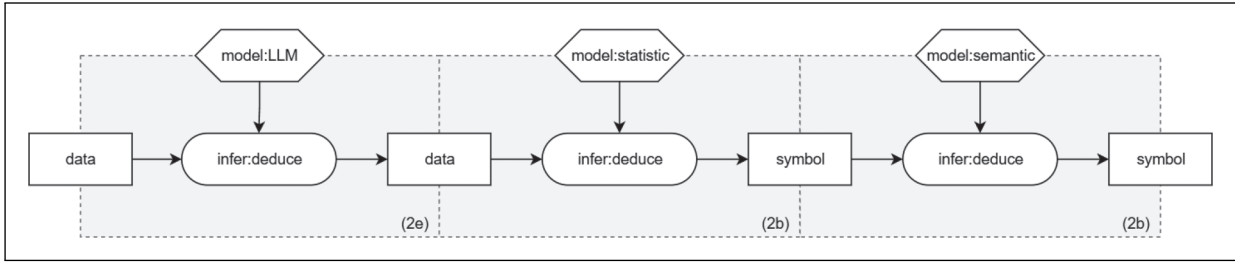 model:LLM
model:statistic
model:semantic
data
infer:deduce
data
infer:deduce
symbol
infer:deduce
symbol
(2e)
(2b)
(2b)